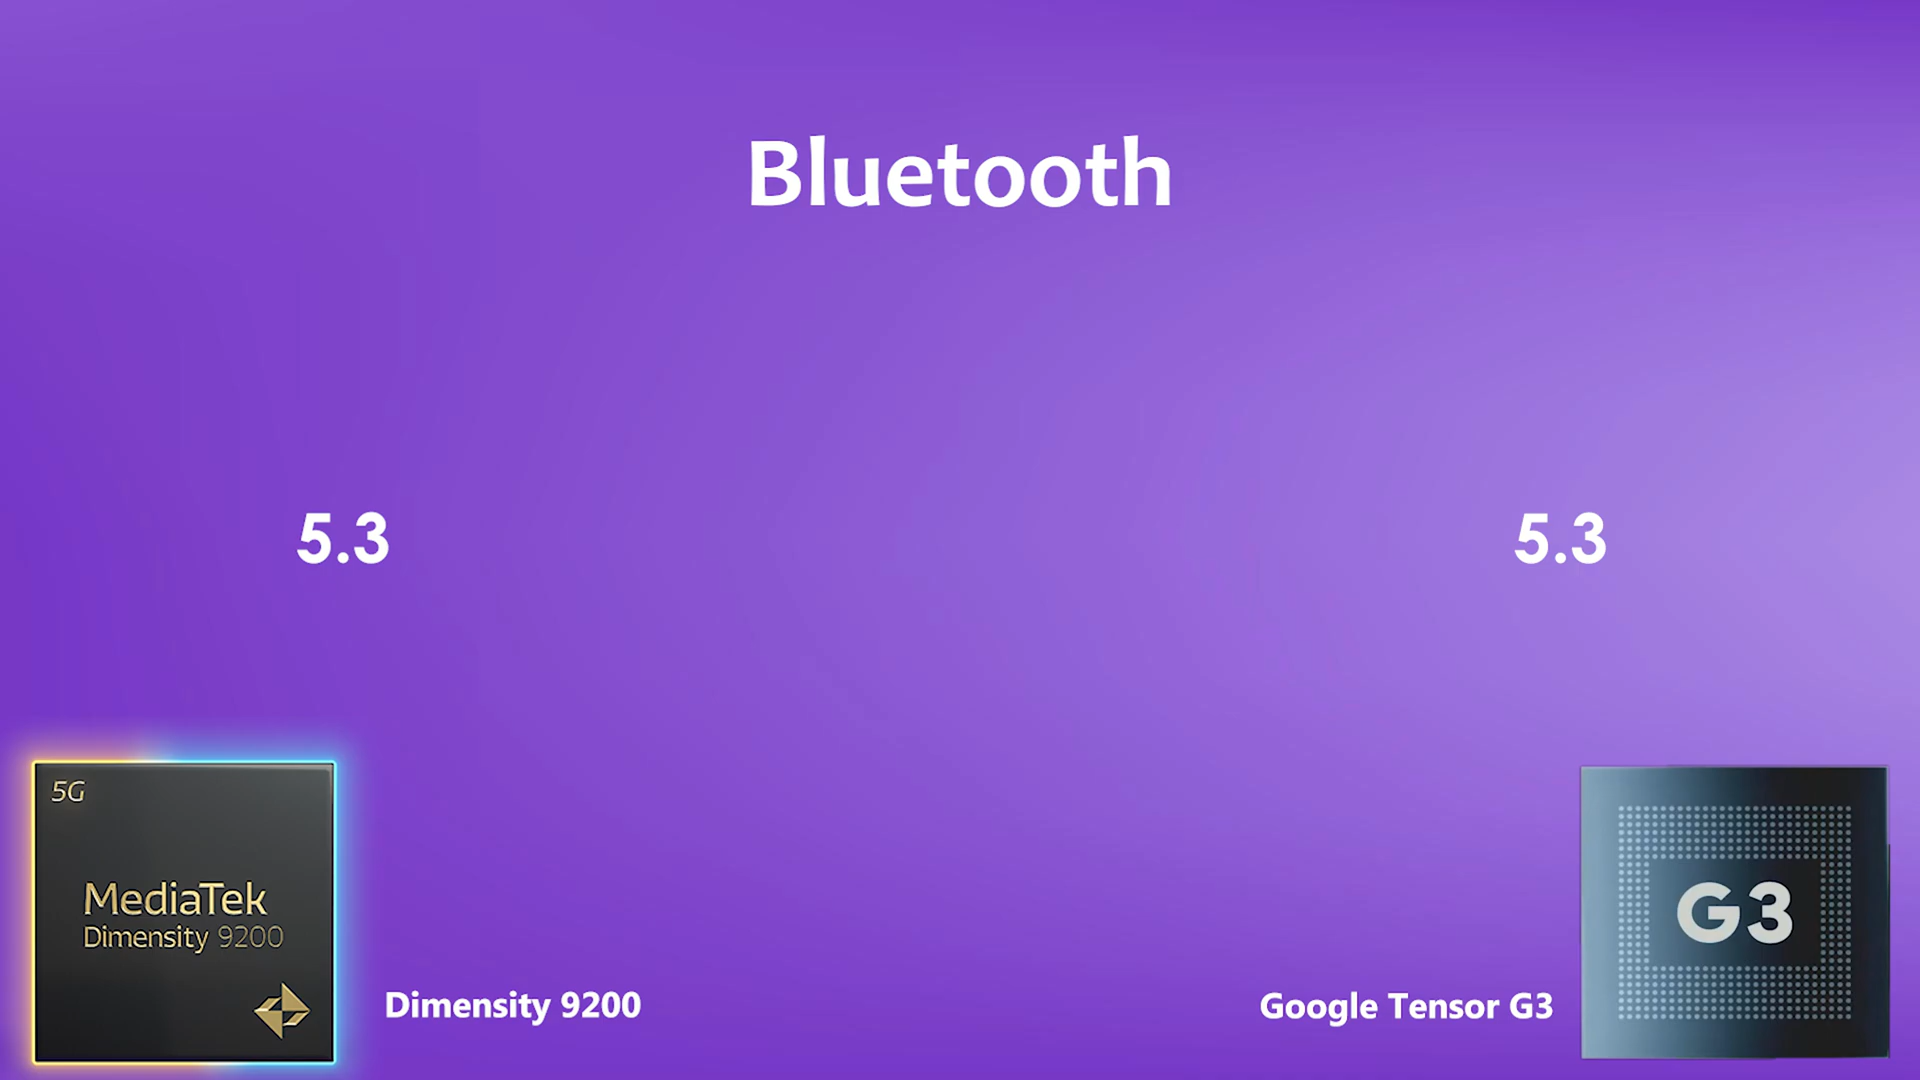 Bluetooth
5.3
5.3
5G
MediaTek
Dimensity 9200
Dimensity 9200
Google Tensor G3
G3